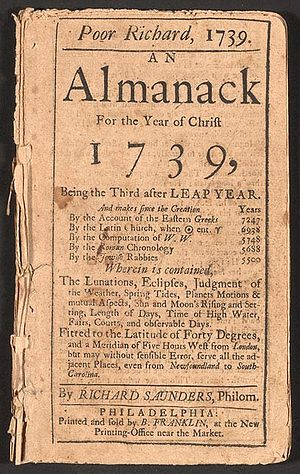 Poor Richard, 1739.
AN
Almanack
For the Year of Christ
1739,
Being the Third after LEAP YEAR.
And makes since the Creation Years
By the Account of the Eastern Greeks 7247
By the Latin Church, when ☉ ent. ♈ 6938
By the Computation of W. W. 5748
By the Roman Chronology 5688
By the Jewish Rabbies 5500
Wherein is contained,
The Lunations, Eclipses, Judgment of
the Weather, Spring Tides, Planets Motions &
mutual Aspects, Sun and Moon's Rising and Set-
ting, Length of Days, Time of High Water,
Fairs, Courts, and observable Days.
Fitted to the Latitude of Forty Degrees,
and a Meridian of Five Hours West from London,
but may without sensible Error, serve all the ad-
jacent Places, even from Newfoundland to South-
Carolina.
By RICHARD SAUNDERS, Philom.
PHILADELPHIA:
Printed and sold by B. FRANKLIN, at the New
Printing-Office near the Market.